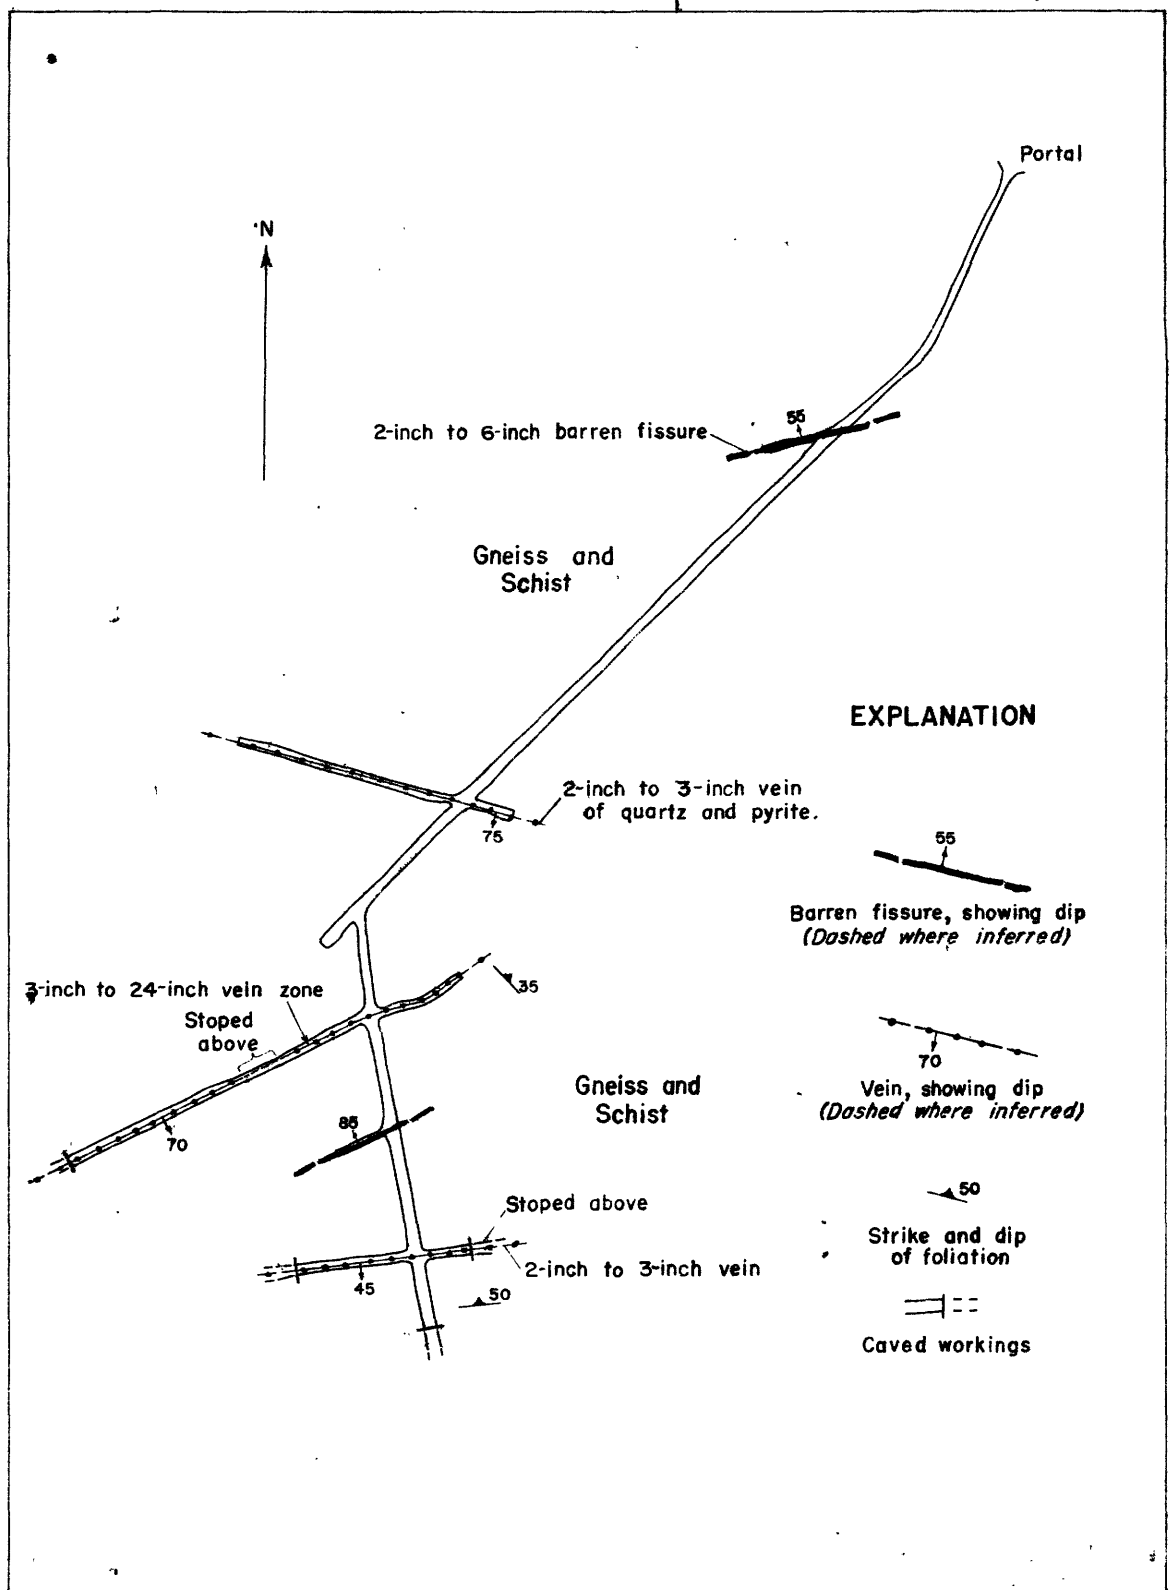 Portal
N
55
2-inch to 6-inch barren fissure
Gneiss and
Schist
EXPLANATION
2-inch to 3-inch vein
of quartz and pyrite.
75
55
Barren fissure, showing dip
(Dashed where inferred)
35
3-inch to 24-inch vein zone
Stoped
above
70
Gneiss and
Schist
70
Vein, showing dip
(Dashed where inferred)
85
Stoped above
50
Strike and dip
of foliation
2-inch to 3-inch vein
45
50
Caved workings